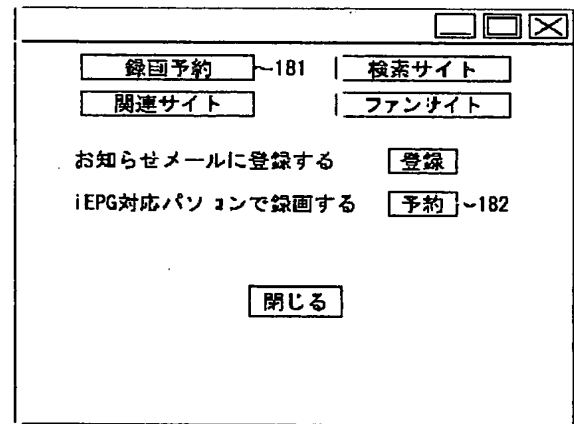 録画予約 ~181 検索サイト
関連サイト ファンサイト
お知らせメールに登録する 登録
iEPG対応パソコンで録画する 予約 ~182
閉じる